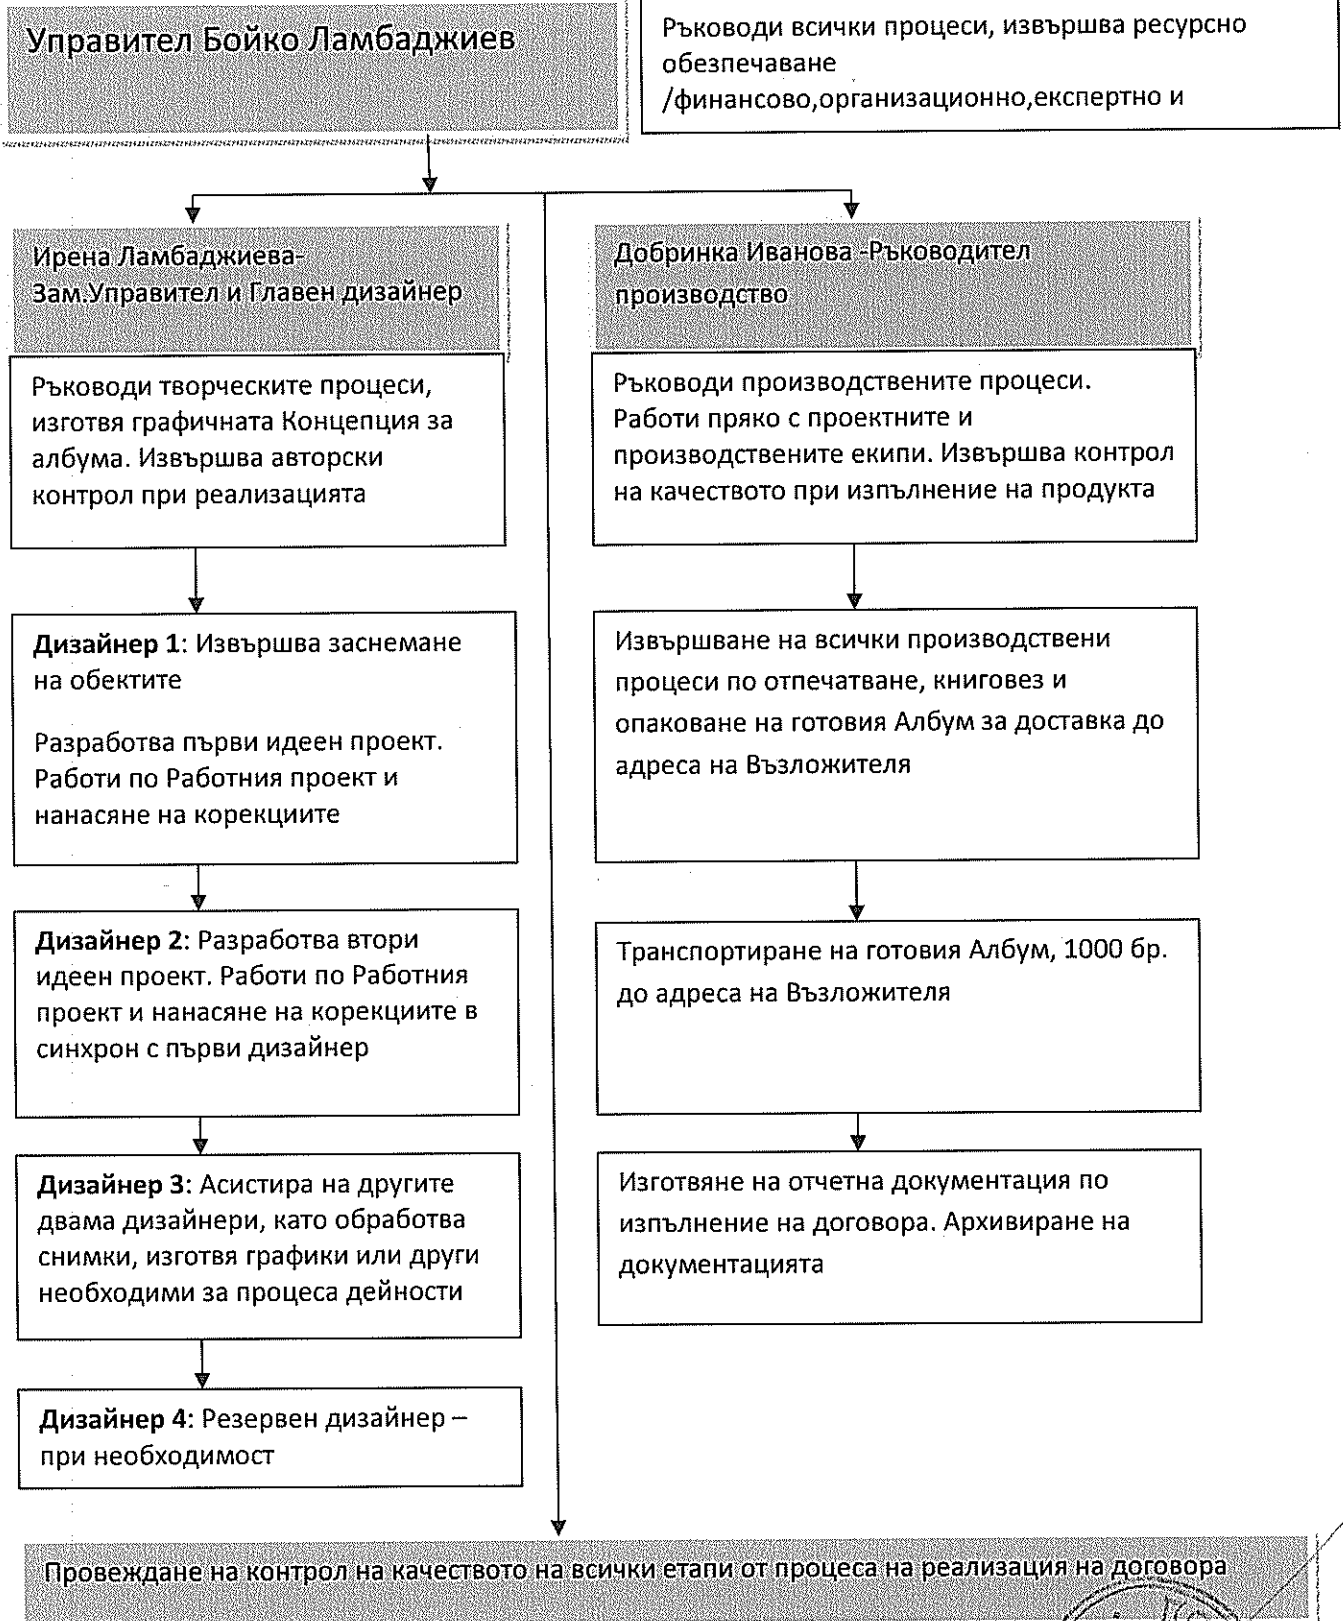 Управител Бойко Ламбаджиев
Ръководи всички процеси, извършва ресурсно
обезпечаване
/финансово,организационно,експертно и
Ирена Ламбаджиева-
Зам.Управител и Главен дизайнер
Ръководи творческите процеси,
изготвя графичната Концепция за
албума. Извършва авторски
контрол при реализацията
Дизайнер 1: Извършва заснемане
на обектите
Разработва първи идеен проект.
Работи по Работния проект и
нанасяне на корекциите
Дизайнер 2: Разработва втори
идеен проект. Работи по Работния
проект и нанасяне на корекциите в
синхрон с първи дизайнер
Дизайнер 3: Асистира на другите
двама дизайнери, като обработва
снимки, изготвя графики или други
необходими за процеса дейности
Дизайнер 4: Резервен дизайнер –
при необходимост
Добринка Иванова -Ръководител
производство
Ръководи производствените процеси.
Работи пряко с проектните и
производствените екипи. Извършва контрол
на качеството при изпълнение на продукта
Извършване на всички производствени
процеси по отпечатване, книговез и
опаковане на готовия Албум за доставка до
адреса на Възложителя
Транспортиране на готовия Албум, 1000 бр.
до адреса на Възложителя
Изготвяне на отчетна документация по
изпълнение на договора. Архивиране на
документацията
Провеждане на контрол на качеството на всички етапи от процеса на реализация на договора